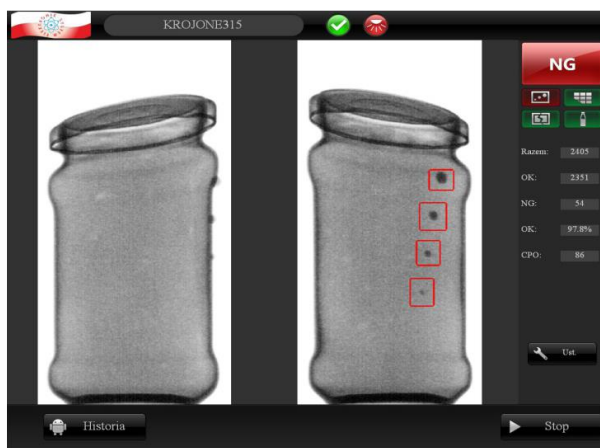 KROJONE315
NG
Razem: 2405
OK: 2351
NG: 54
OK: 97.8%
CPO: 86
Ust.
Historia
Stop